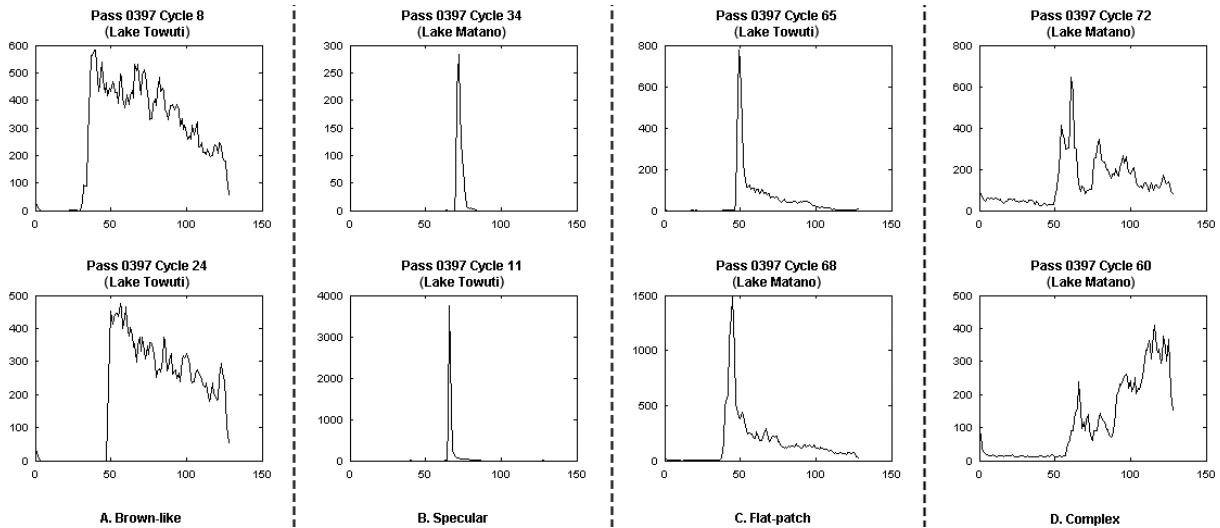 Pass 0397 Cycle 8
(Lake Towuti)
600
500
400
300
200
100
0
0 50 100 150
Pass 0397 Cycle 34
(Lake Matano)
300
250
200
150
100
50
0
0 50 100 150
Pass 0397 Cycle 65
(Lake Towuti)
800
600
400
200
0
0 50 100 150
Pass 0397 Cycle 72
(Lake Matano)
800
600
400
200
0
0 50 100 150
Pass 0397 Cycle 24
(Lake Towuti)
500
400
300
200
100
0
0 50 100 150
Pass 0397 Cycle 11
(Lake Towuti)
4000
3000
2000
1000
0
0 50 100 150
Pass 0397 Cycle 68
(Lake Matano)
1500
1000
500
0
0 50 100 150
Pass 0397 Cycle 60
(Lake Matano)
500
400
300
200
100
0
0 50 100 150
A. Brown-like
B. Specular
C. Flat-patch
D. Complex